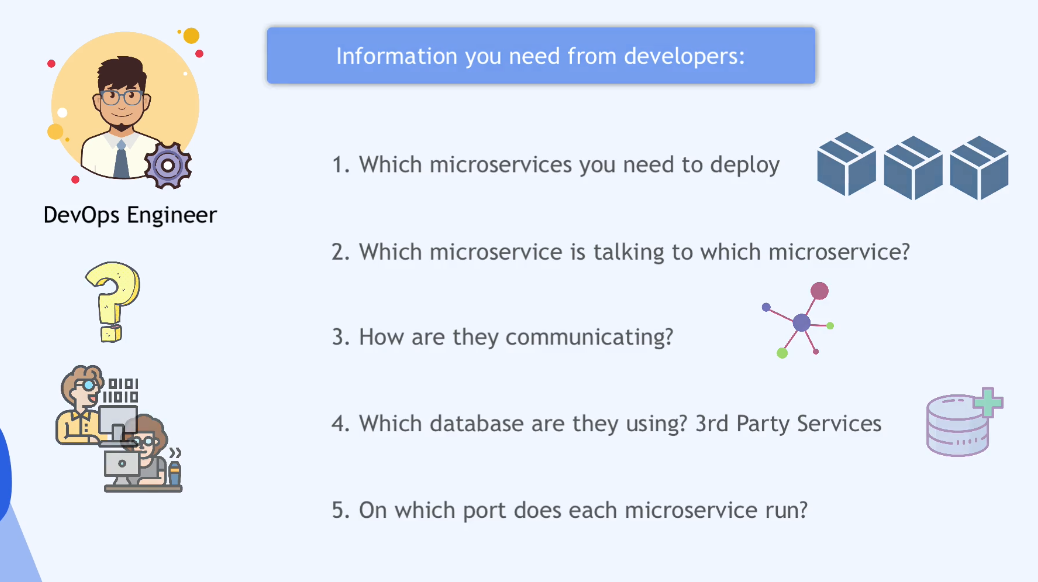 Information you need from developers:
1. Which microservices you need to deploy
DevOps Engineer
2. Which microservice is talking to which microservice?
3. How are they communicating?
0101
11010
4. Which database are they using? 3rd Party Services
5. On which port does each microservice run?